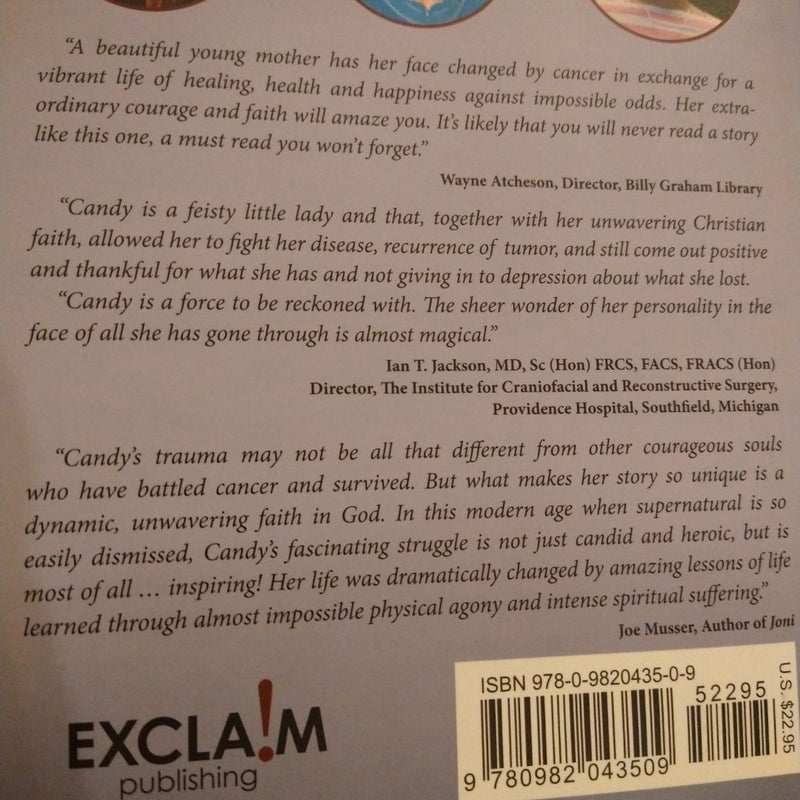 “A beautiful young mother has her face changed by cancer in exchange for a
vibrant life of healing, health and happiness against impossible odds. Her extra-
ordinary courage and faith will amaze you. It’s likely that you will never read a story
like this one, a must read you won’t forget.”
Wayne Atcheson, Director, Billy Graham Library
“Candy is a feisty little lady and that, together with her unwavering Christian
faith, allowed her to fight her disease, recurrence of tumor, and still come out positive
and thankful for what she has and not giving in to depression about what she lost.
“Candy is a force to be reckoned with. The sheer wonder of her personality in the
face of all she has gone through is almost magical.”
Ian T. Jackson, MD, Sc (Hon) FRCS, FACS, FRACS (Hon)
Director, The Institute for Craniofacial and Reconstructive Surgery,
Providence Hospital, Southfield, Michigan
“Candy’s trauma may not be all that different from other courageous souls
who have battled cancer and survived. But what makes her story so unique is a
dynamic, unwavering faith in God. In this modern age when supernatural is so
easily dismissed, Candy’s fascinating struggle is not just candid and heroic, but is
most of all … inspiring! Her life was dramatically changed by amazing lessons of life
learned through almost impossible physical agony and intense spiritual suffering.”
Joe Musser, Author of Joni
EXCLA!M
publishing
ISBN 978-0-9820435-0-9
52295
U.S. $22.95
9 780982 043509